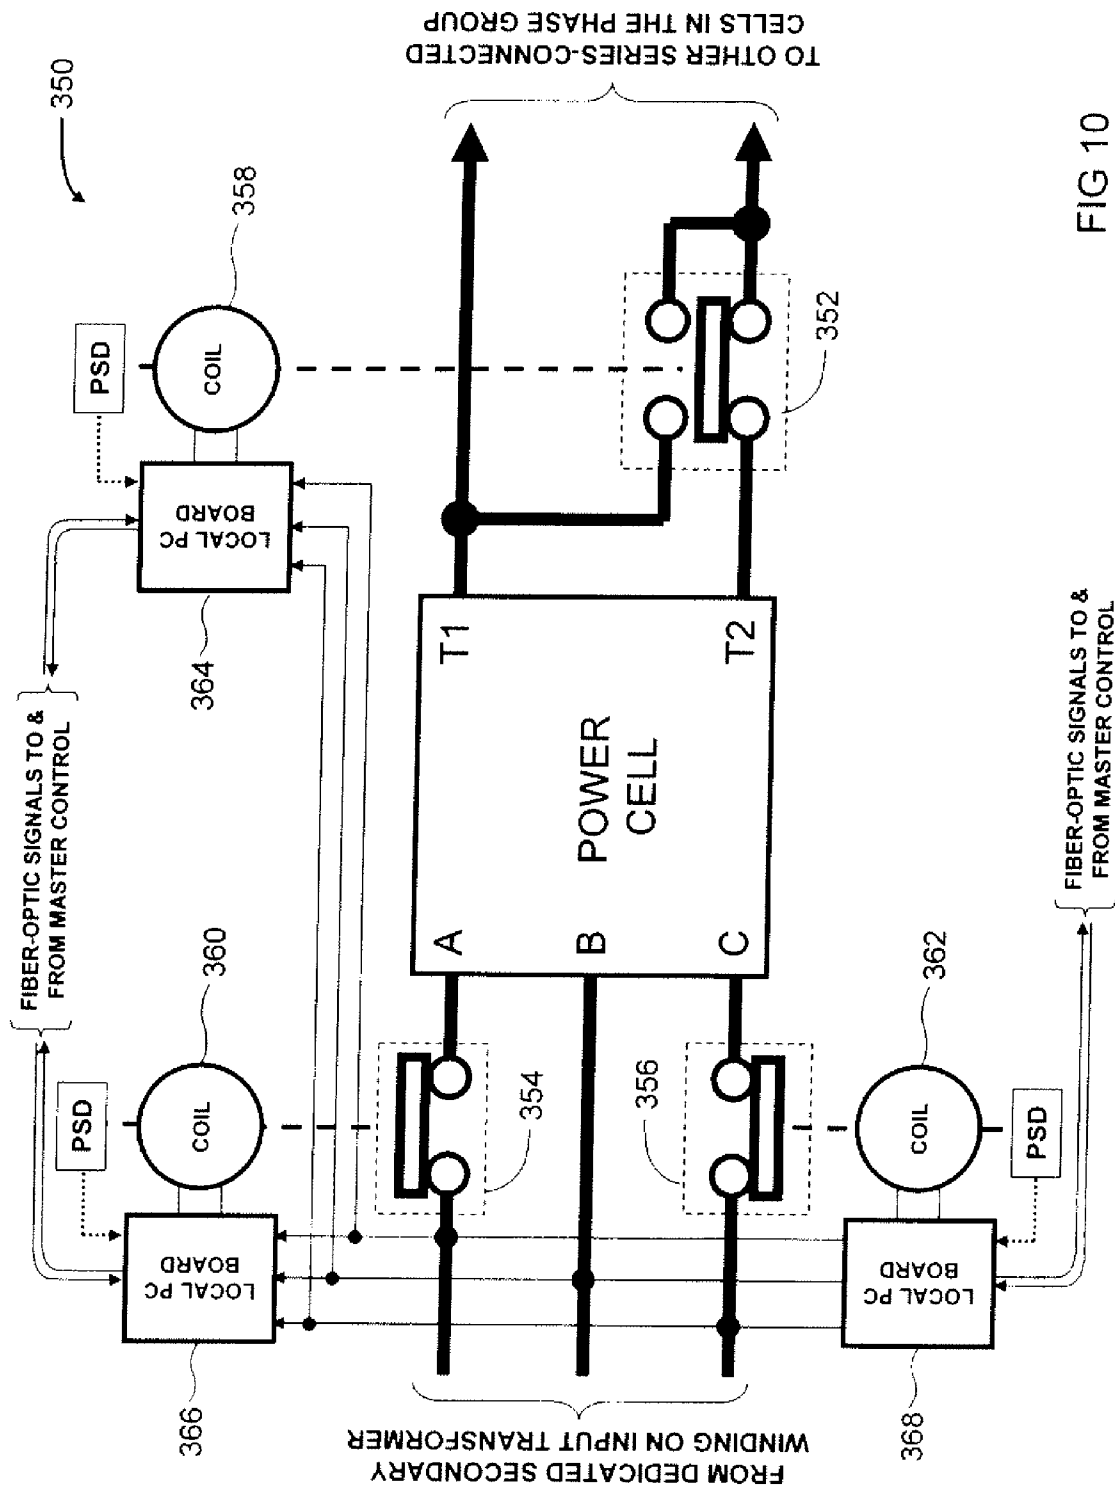 350
TO OTHER SERIES-CONNECTED
CELLS IN THE PHASE GROUP
FIG 10
358
PSD
COIL
LOCAL PC
BOARD
364
352
FIBER-OPTIC SIGNALS TO &
FROM MASTER CONTROL
T1
T2
POWER
CELL
A
B
C
360
PSD
COIL
LOCAL PC
BOARD
366
354
356
362
COIL
PSD
LOCAL PC
BOARD
368
FIBER-OPTIC SIGNALS TO &
FROM MASTER CONTROL
FROM DEDICATED SECONDARY
WINDING ON INPUT TRANSFORMER